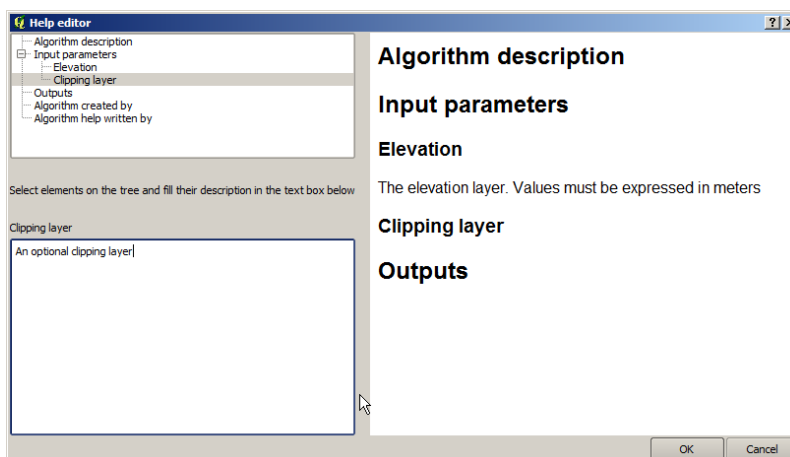 Help editor
Algorithm description
Input parameters
Elevation
Clipping layer
Outputs
Algorithm created by
Algorithm help written by
Select elements on the tree and fill their description in the text box below
Clipping layer
An optional clipping layer
Algorithm description
Input parameters
Elevation
The elevation layer. Values must be expressed in meters
Clipping layer
Outputs
OK
Cancel